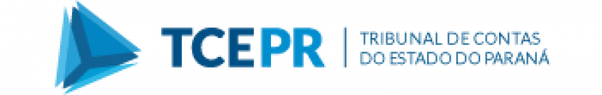 TCEPR
TRIBUNAL DE CONTAS
DO ESTADO DO PARANÁ